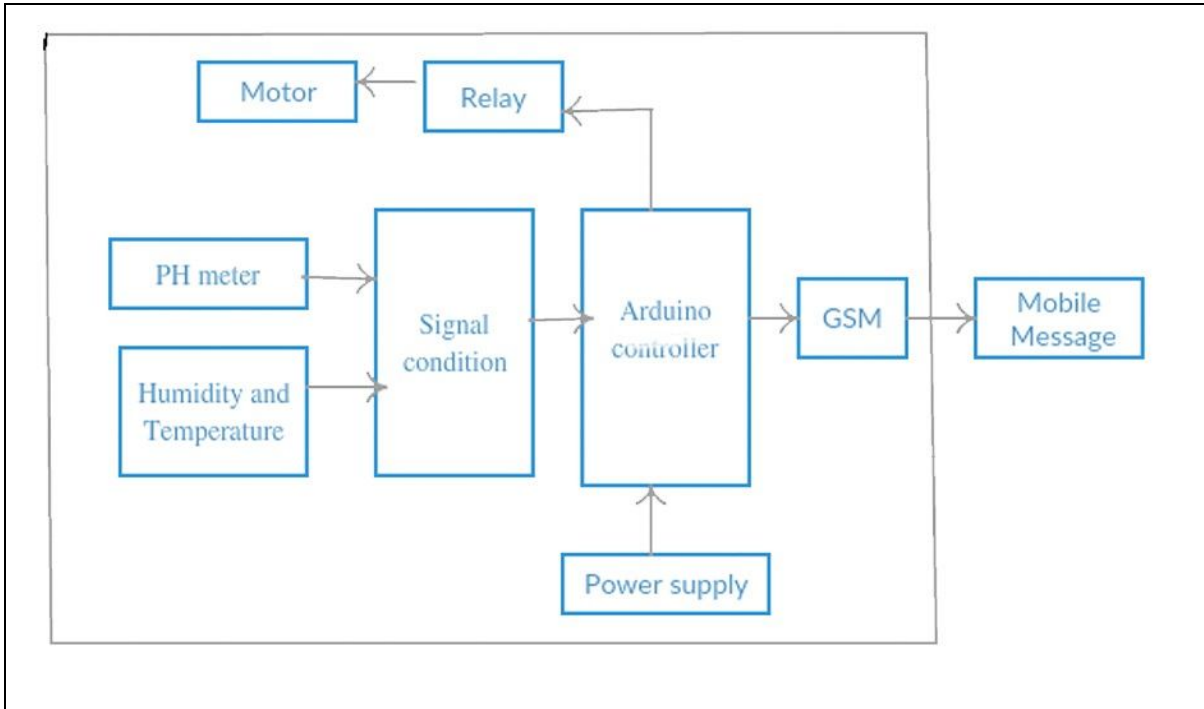 Motor
Relay
PH meter
Signal
condition
Arduino
controller
GSM
Mobile
Message
Humidity and
Temperature
Power supply